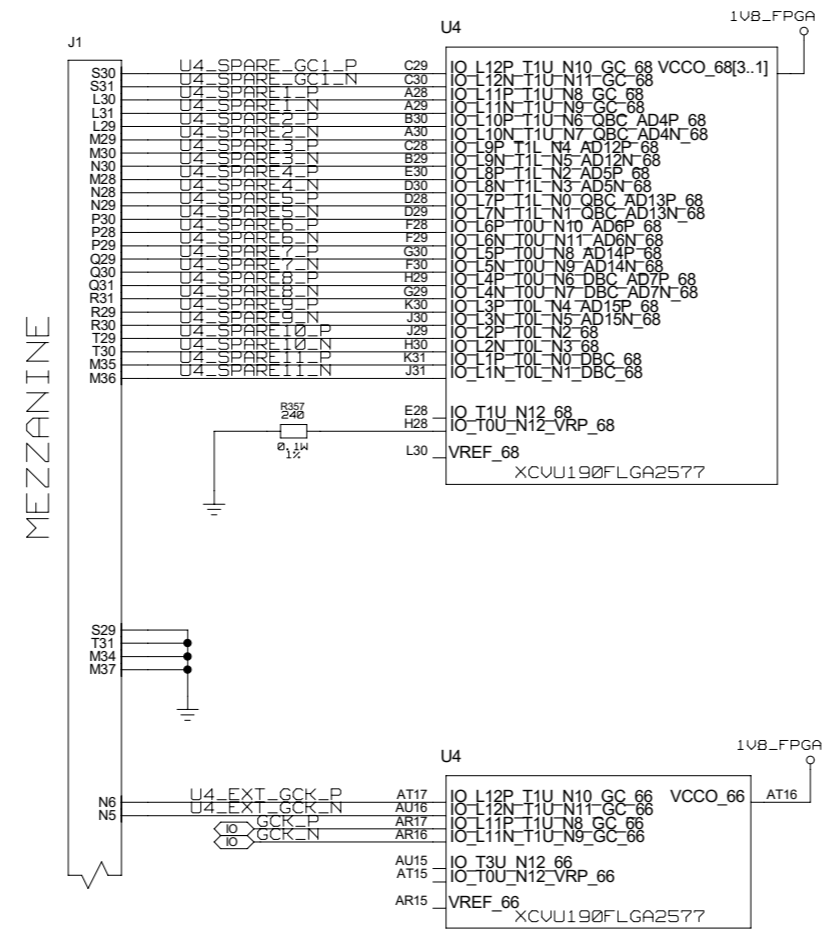 1V8_FPGA
U4
J1
S30 U4_SPARE_GC1_P C29 IO_L12P_T1U_N10_GC_68 VCCO_68[3..1]
S31 U4_SPARE_GC1_N C30 IO_L12N_T1U_N11_GC_68
L30 U4_SPARE1_P A28 IO_L11P_T1U_N8_GC_68
L31 U4_SPARE1_N A29 IO_L11N_T1U_N9_GC_68
L29 U4_SPARE2_P B30 IO_L10P_T1U_N6_QBC_AD4P_68
M29 U4_SPARE2_N A30 IO_L10N_T1U_N7_QBC_AD4N_68
M30 U4_SPARE3_P C28 IO_L9P_T1L_N4_AD12P_68
N30 U4_SPARE3_N B29 IO_L9N_T1L_N5_AD12N_68
M28 U4_SPARE4_P E30 IO_L8P_T1L_N2_AD5P_68
N28 U4_SPARE4_N D30 IO_L8N_T1L_N3_AD5N_68
N29 U4_SPARE5_P D28 IO_L7P_T1L_N0_QBC_AD13P_68
P30 U4_SPARE5_N D29 IO_L7N_T1L_N1_QBC_AD13N_68
P28 U4_SPARE6_P F28 IO_L6P_T0U_N10_AD6P_68
P29 U4_SPARE6_N F29 IO_L6N_T0U_N11_AD6N_68
Q29 U4_SPARE7_P G30 IO_L5P_T0U_N8_AD14P_68
Q30 U4_SPARE7_N F30 IO_L5N_T0U_N9_AD14N_68
Q31 U4_SPARE8_P H29 IO_L4P_T0U_N6_DBC_AD7P_68
R31 U4_SPARE8_N G29 IO_L4N_T0U_N7_DBC_AD7N_68
R29 U4_SPARE9_P K30 IO_L3P_T0L_N4_AD15P_68
R30 U4_SPARE9_N J30 IO_L3N_T0L_N5_AD15N_68
T29 U4_SPARE10_P J29 IO_L2P_T0L_N2_68
T30 U4_SPARE10_N H30 IO_L2N_T0L_N3_68
M35 U4_SPARE11_P K31 IO_L1P_T0L_N0_DBC_68
M36 U4_SPARE11_N J31 IO_L1N_T0L_N1_DBC_68
MEZZANINE
R357
240
0.1W
1%
E28 IO_T1U_N12_68
H28 IO_T0U_N12_VRP_68
L30 VREF_68
XCVU190FLGA2577
S29
T31
M34
M37
1V8_FPGA
U4
N6 U4_EXT_GCK_P AT17 IO_L12P_T1U_N10_GC_66 VCCO_66 AT16
N5 U4_EXT_GCK_N AU16 IO_L12N_T1U_N11_GC_66
IO GCK_P AR17 IO_L11P_T1U_N8_GC_66
IO GCK_N AR16 IO_L11N_T1U_N9_GC_66
AU15 IO_T3U_N12_66
AT15 IO_T0U_N12_VRP_66
AR15 VREF_66
XCVU190FLGA2577